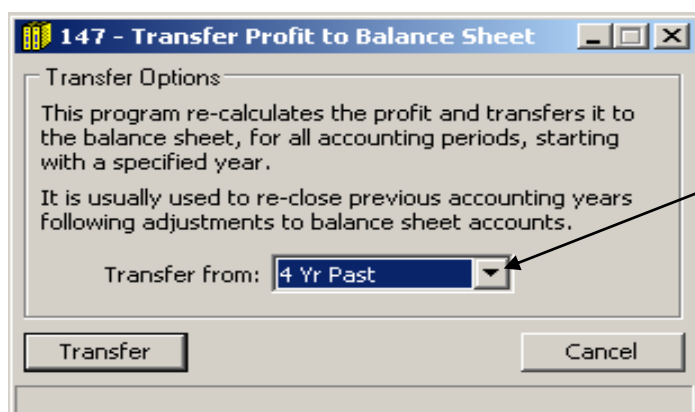 147 - Transfer Profit to Balance Sheet
Transfer Options
This program re-calculates the profit and transfers it to
the balance sheet, for all accounting periods, starting
with a specified year.
It is usually used to re-close previous accounting years
following adjustments to balance sheet accounts.
Transfer from: 4 Yr Past
Transfer Cancel